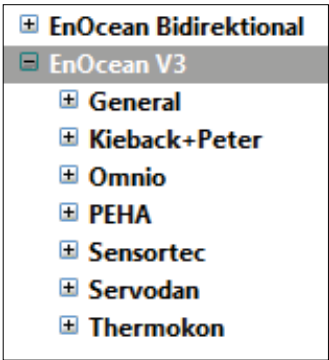 EnOcean Bidirektional
EnOcean V3
General
Kieback+Peter
Omnio
PEHA
Sensortec
Servodan
Thermokon